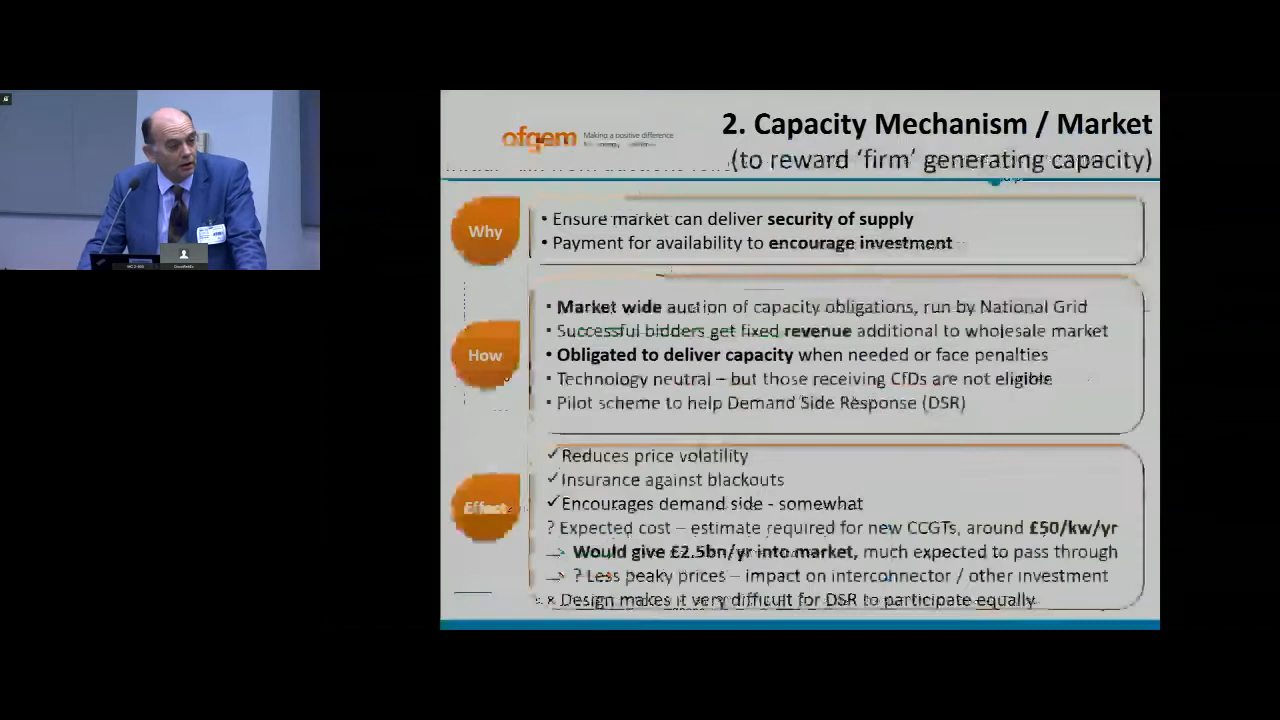 ofgem Making a positive difference
2. Capacity Mechanism / Market
(to reward ‘firm’ generating capacity)
Why
• Ensure market can deliver security of supply
• Payment for availability to encourage investment
How
• Market wide auction of capacity obligations, run by National Grid
• Successful bidders get fixed revenue additional to wholesale market
• Obligated to deliver capacity when needed or face penalties
• Technology neutral – but those receiving CfDs are not eligible
• Pilot scheme to help Demand Side Response (DSR)
Effect
✓Reduces price volatility
✓Insurance against blackouts
✓Encourages demand side - somewhat
? Expected cost – estimate required for new CCGTs, around £50/kw/yr
→ Would give £2.5bn/yr into market, much expected to pass through
→ ? Less peaky prices – impact on interconnector / other investment
× Design makes it very difficult for DSR to participate equally